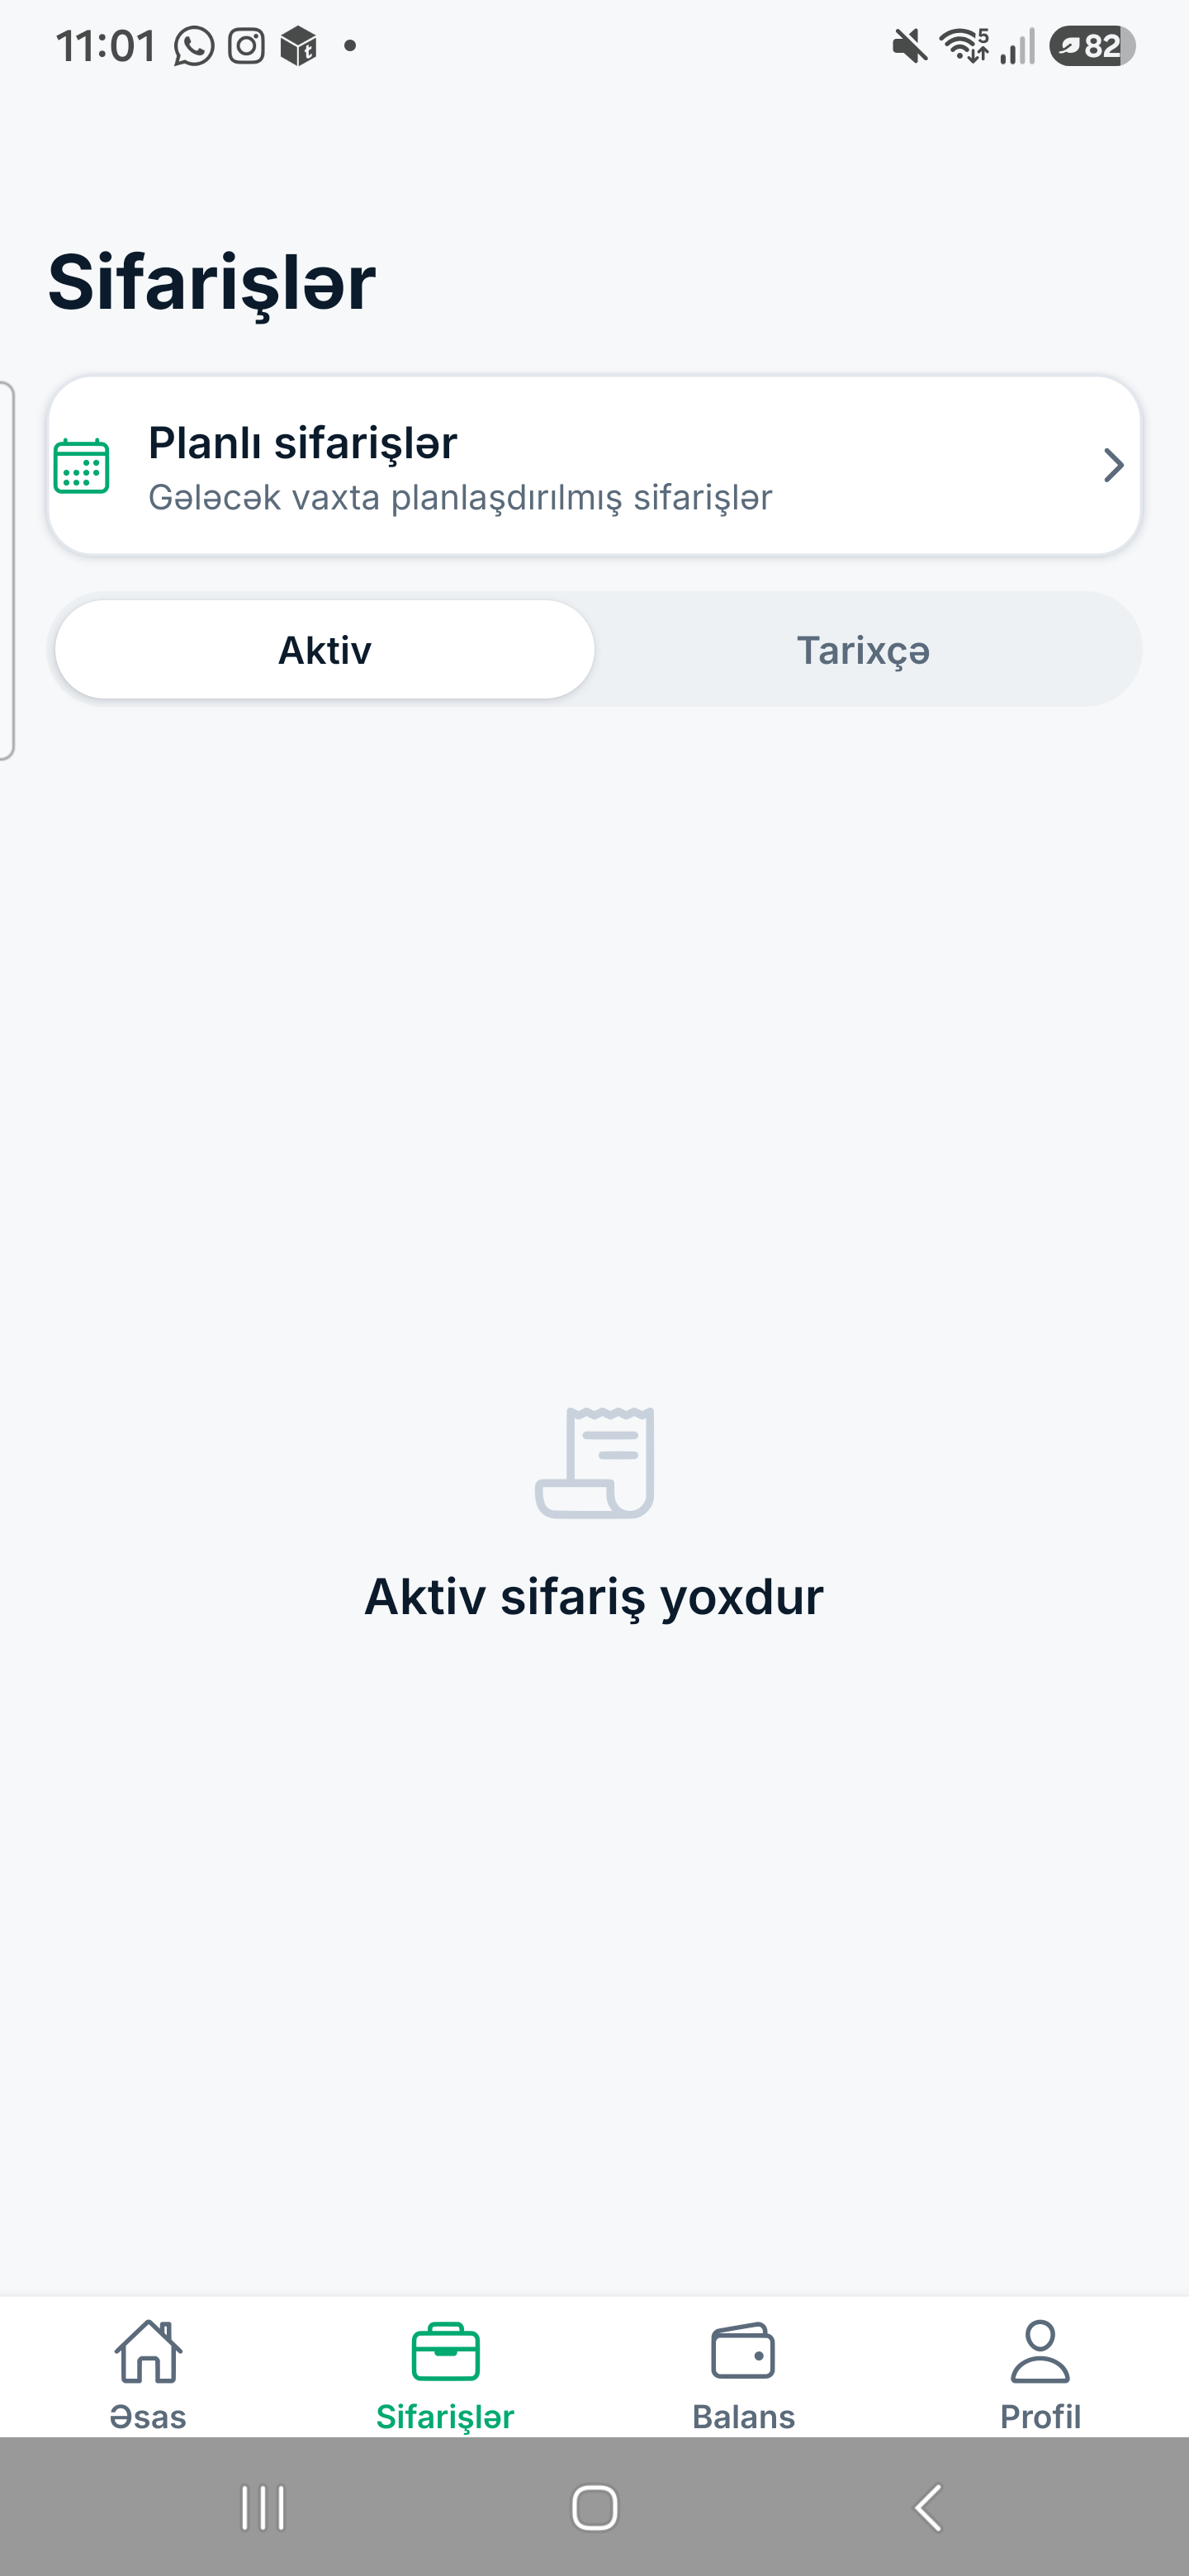 11:01
5
82
Sifarişlər
Planlı sifarişlər
Gələcək vaxta planlaşdırılmış sifarişlər
Aktiv
Tarixçə
Aktiv sifariş yoxdur
Əsas
Sifarişlər
Balans
Profil